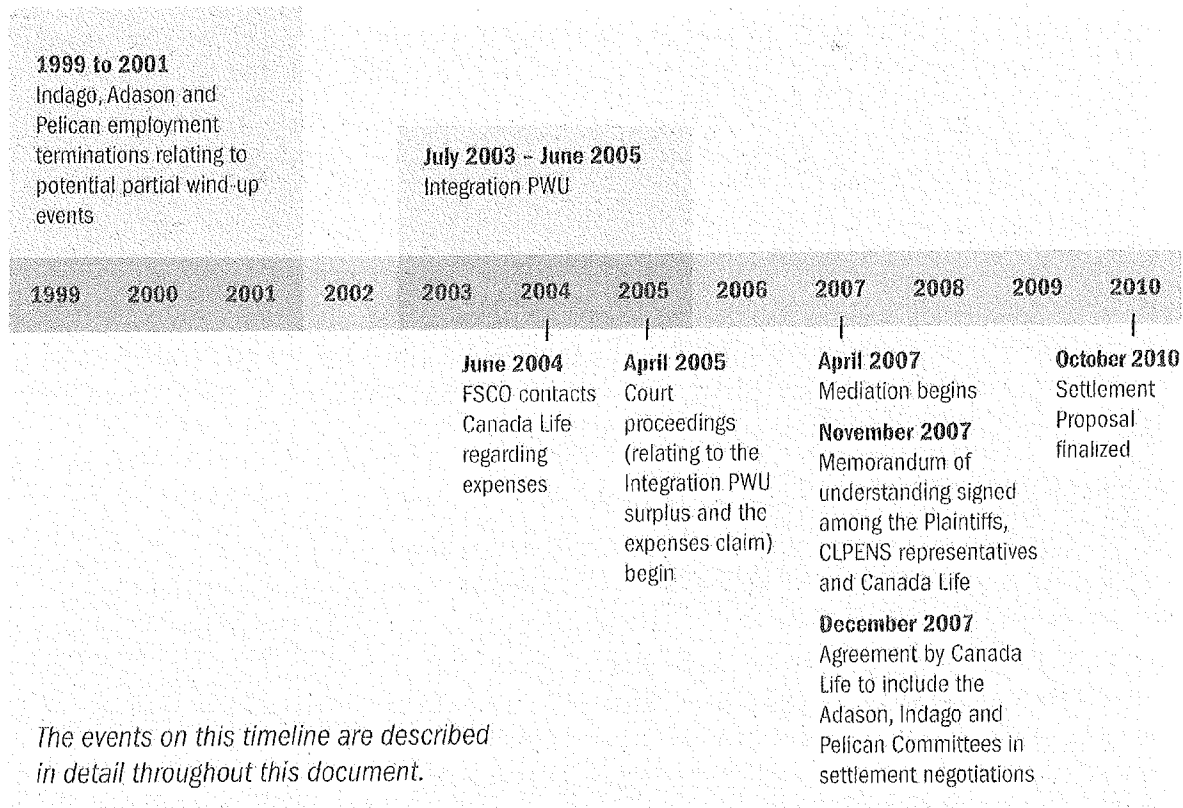 1999 to 2001
Indago, Adason and
Pelican employment
terminations relating to
potential partial wind-up
events
July 2003 – June 2005
Integration PWU
1999 2000 2001 2002 2003 2004 2005 2006 2007 2008 2009 2010
June 2004
FSCO contacts
Canada Life
regarding
expenses
April 2005
Court
proceedings
(relating to the
Integration PWU
surplus and the
expenses claim)
begin
April 2007
Mediation begins
November 2007
Memorandum of
understanding signed
among the Plaintiffs,
CLPENS representatives
and Canada Life
December 2007
Agreement by Canada
Life to include the
Adason, Indago and
Pelican Committees in
settlement negotiations
October 2010
Settlement
Proposal
finalized
The events on this timeline are described
in detail throughout this document.